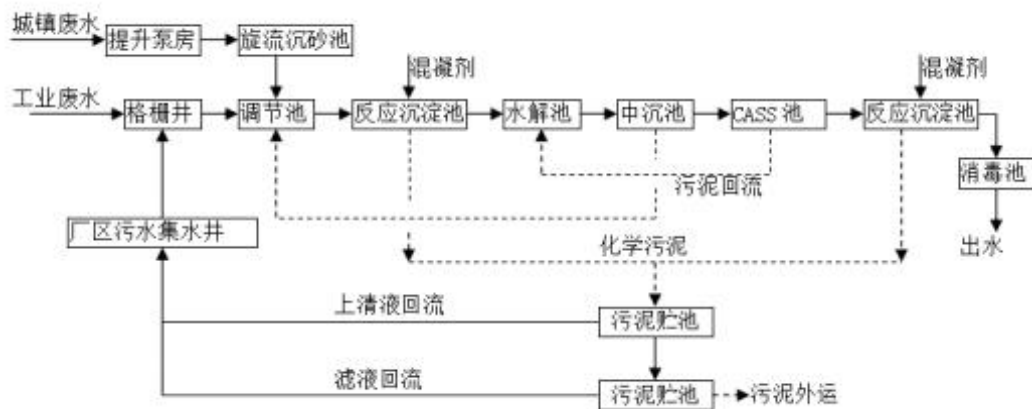 城镇废水
提升泵房
旋流沉砂池
混凝剂
混凝剂
工业废水
格栅井
调节池
反应沉淀池
水解池
中沉池
CASS池
反应沉淀池
消毒池
污泥回流
厂区污水集水井
化学污泥
出水
上清液回流
污泥贮池
滤液回流
污泥贮池
污泥外运